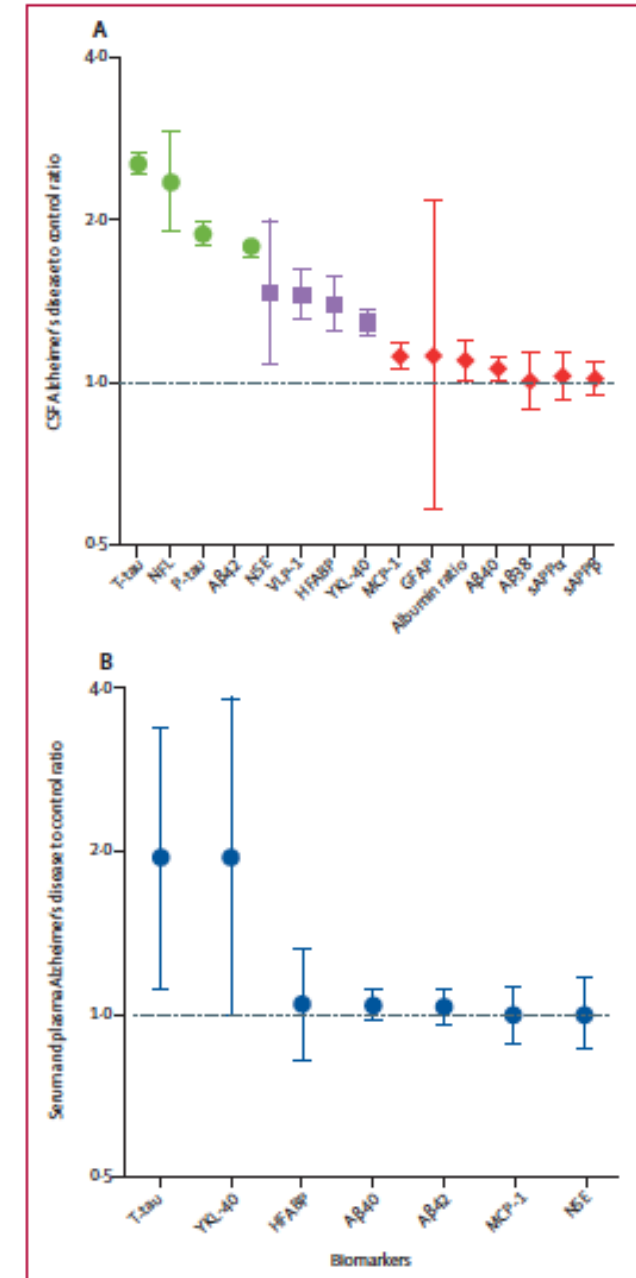 A
CSF Alzheimer's disease to control ratio
4·0
2·0
1·0
0·5
T-tau
NFL
P-tau
Aβ42
NSE
VLP-1
HFABP
YKL-40
MCP-1
GFAP
Albumin ratio
Aβ40
Aβ38
sAPPα
sAPPβ
B
Serum and plasma Alzheimer's disease to control ratio
4·0
2·0
1·0
0·5
T-tau
YKL-40
HFABP
Aβ40
Aβ42
MCP-1
NSE
Biomarkers